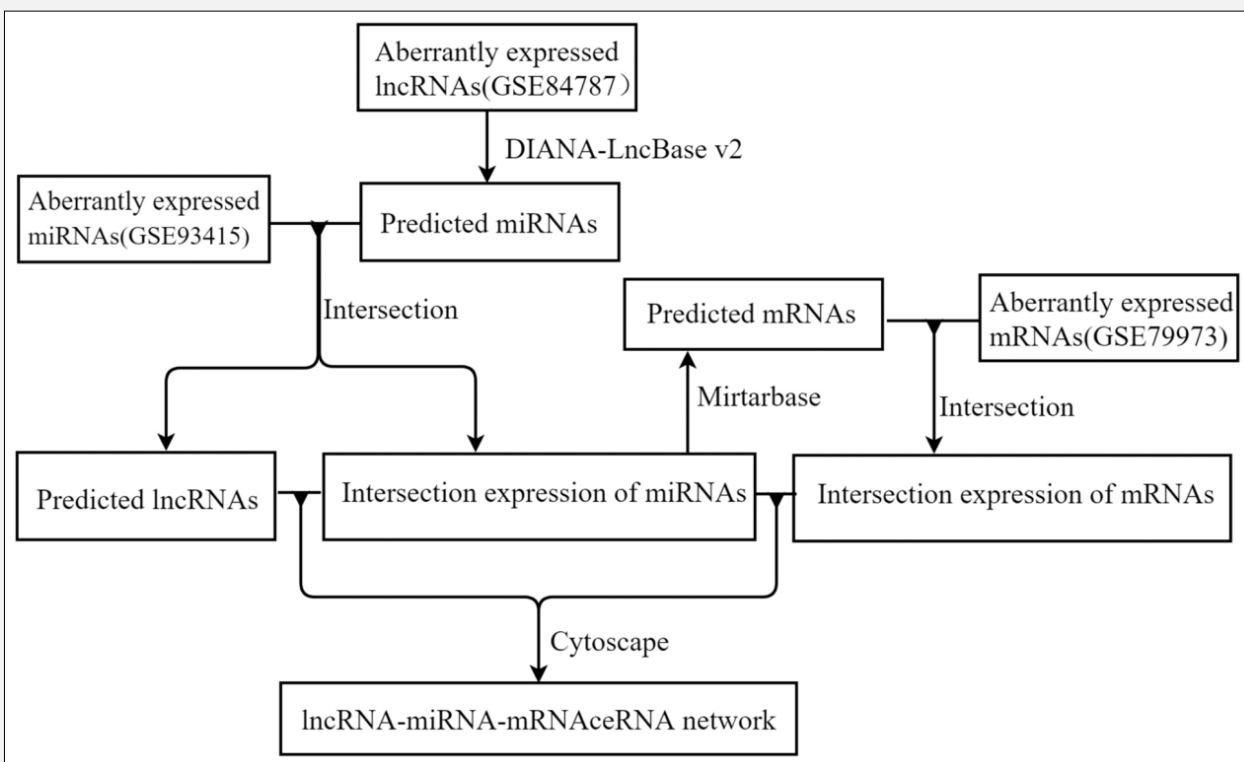 Aberrantly expressed
lncRNAs(GSE84787）
DIANA-LncBase v2
Aberrantly expressed
miRNAs(GSE93415)
Predicted miRNAs
Intersection
Predicted mRNAs
Aberrantly expressed
mRNAs(GSE79973)
Mirtarbase
Intersection
Predicted lncRNAs
Intersection expression of miRNAs
Intersection expression of mRNAs
Cytoscape
lncRNA-miRNA-mRNAceRNA network